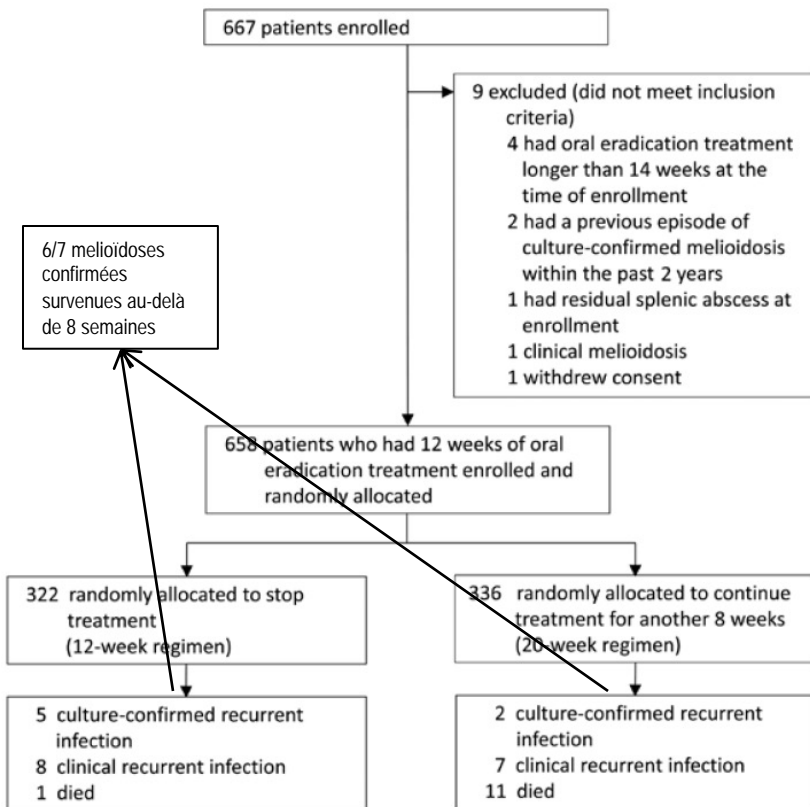 667 patients enrolled
9 excluded (did not meet inclusion
criteria)
4 had oral eradication treatment
longer than 14 weeks at the
time of enrollment
2 had a previous episode of
culture-confirmed melioidosis
within the past 2 years
1 had residual splenic abscess at
enrollment
1 clinical melioidosis
1 withdrew consent
6/7 melioïdoses
confirmées
survenues au-delà
de 8 semaines
658 patients who had 12 weeks of oral
eradication treatment enrolled and
randomly allocated
322 randomly allocated to stop
treatment
(12-week regimen)
336 randomly allocated to continue
treatment for another 8 weeks
(20-week regimen)
5 culture-confirmed recurrent
infection
8 clinical recurrent infection
1 died
2 culture-confirmed recurrent
infection
7 clinical recurrent infection
11 died